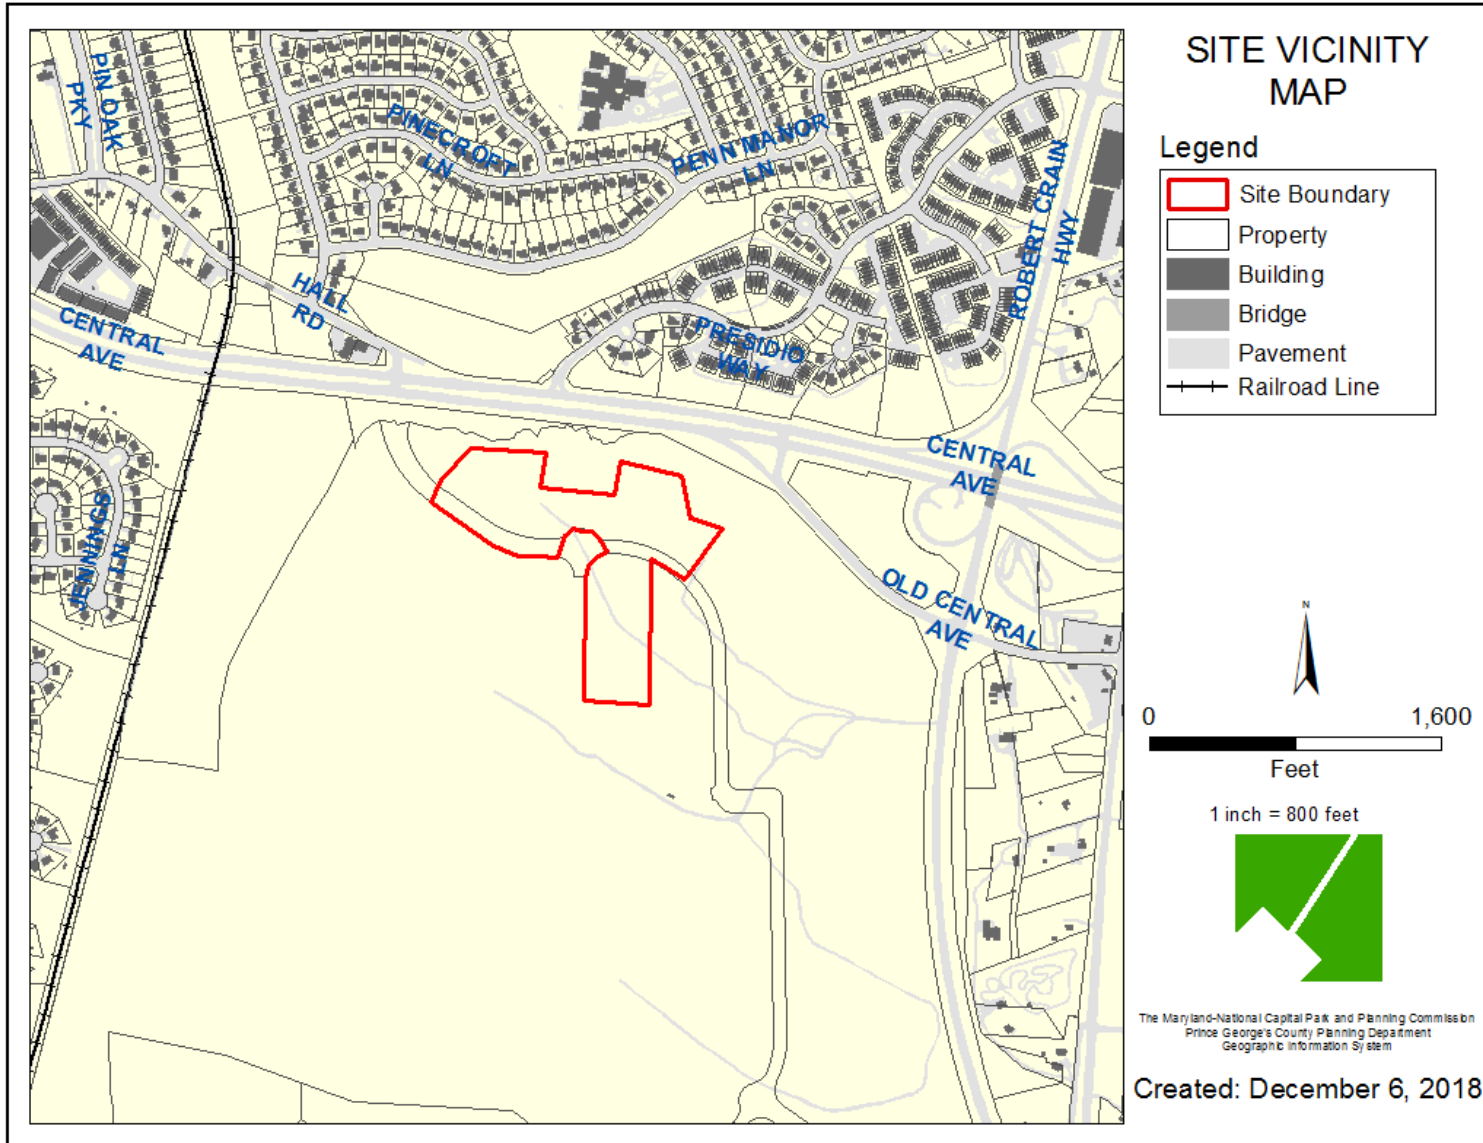 SITE VICINITY
MAP
Legend
Site Boundary
Property
Building
Bridge
Pavement
Railroad Line
PIN OAK
PKY
PINECROFT
LN
PENN MANOR
LN
ROBERT CRAIN
HWY
HALL
RD
CENTRAL
AVE
PRESIDIO
WAY
CENTRAL
AVE
JENNINGS
LN
OLD CENTRAL
AVE
N
0 1,600
Feet
1 inch = 800 feet
The Maryland-National Capital Park and Planning Commission
Prince George's County Planning Department
Geographic Information System
Created: December 6, 2018